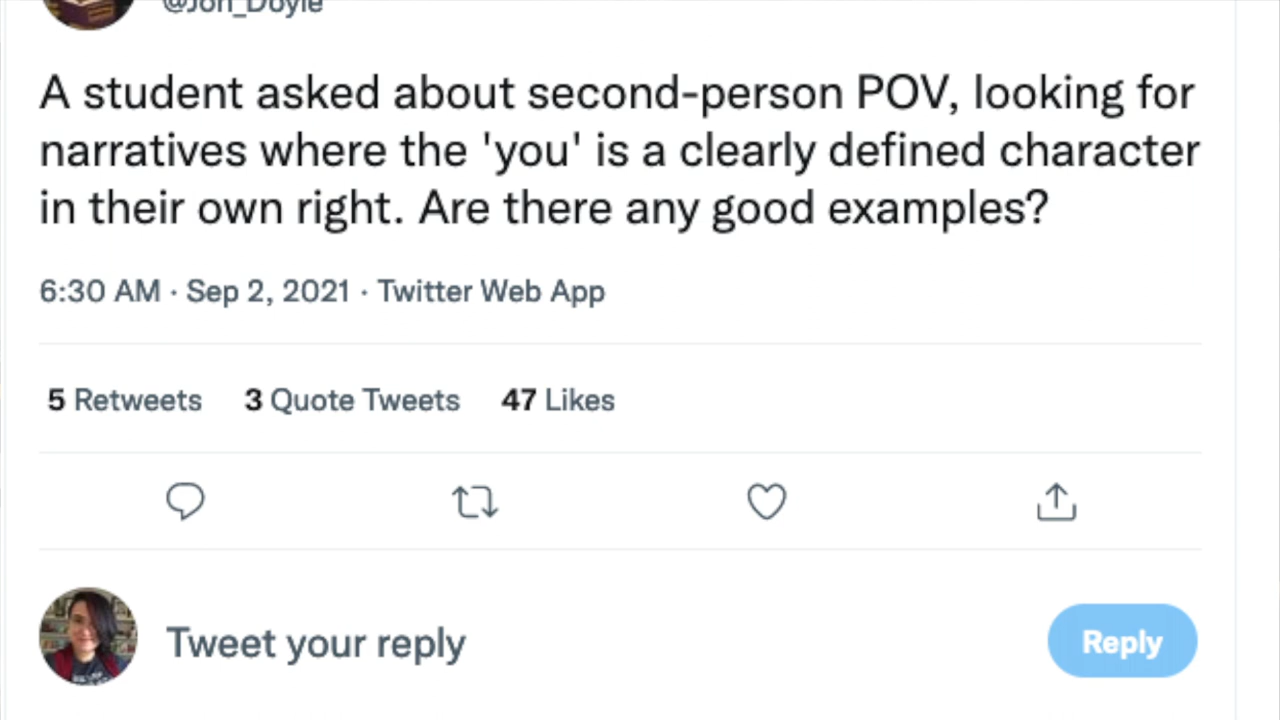 @Jon_Doyle
A student asked about second-person POV, looking for
narratives where the 'you' is a clearly defined character
in their own right. Are there any good examples?
6:30 AM · Sep 2, 2021 · Twitter Web App
5 Retweets 3 Quote Tweets 47 Likes
Tweet your reply
Reply